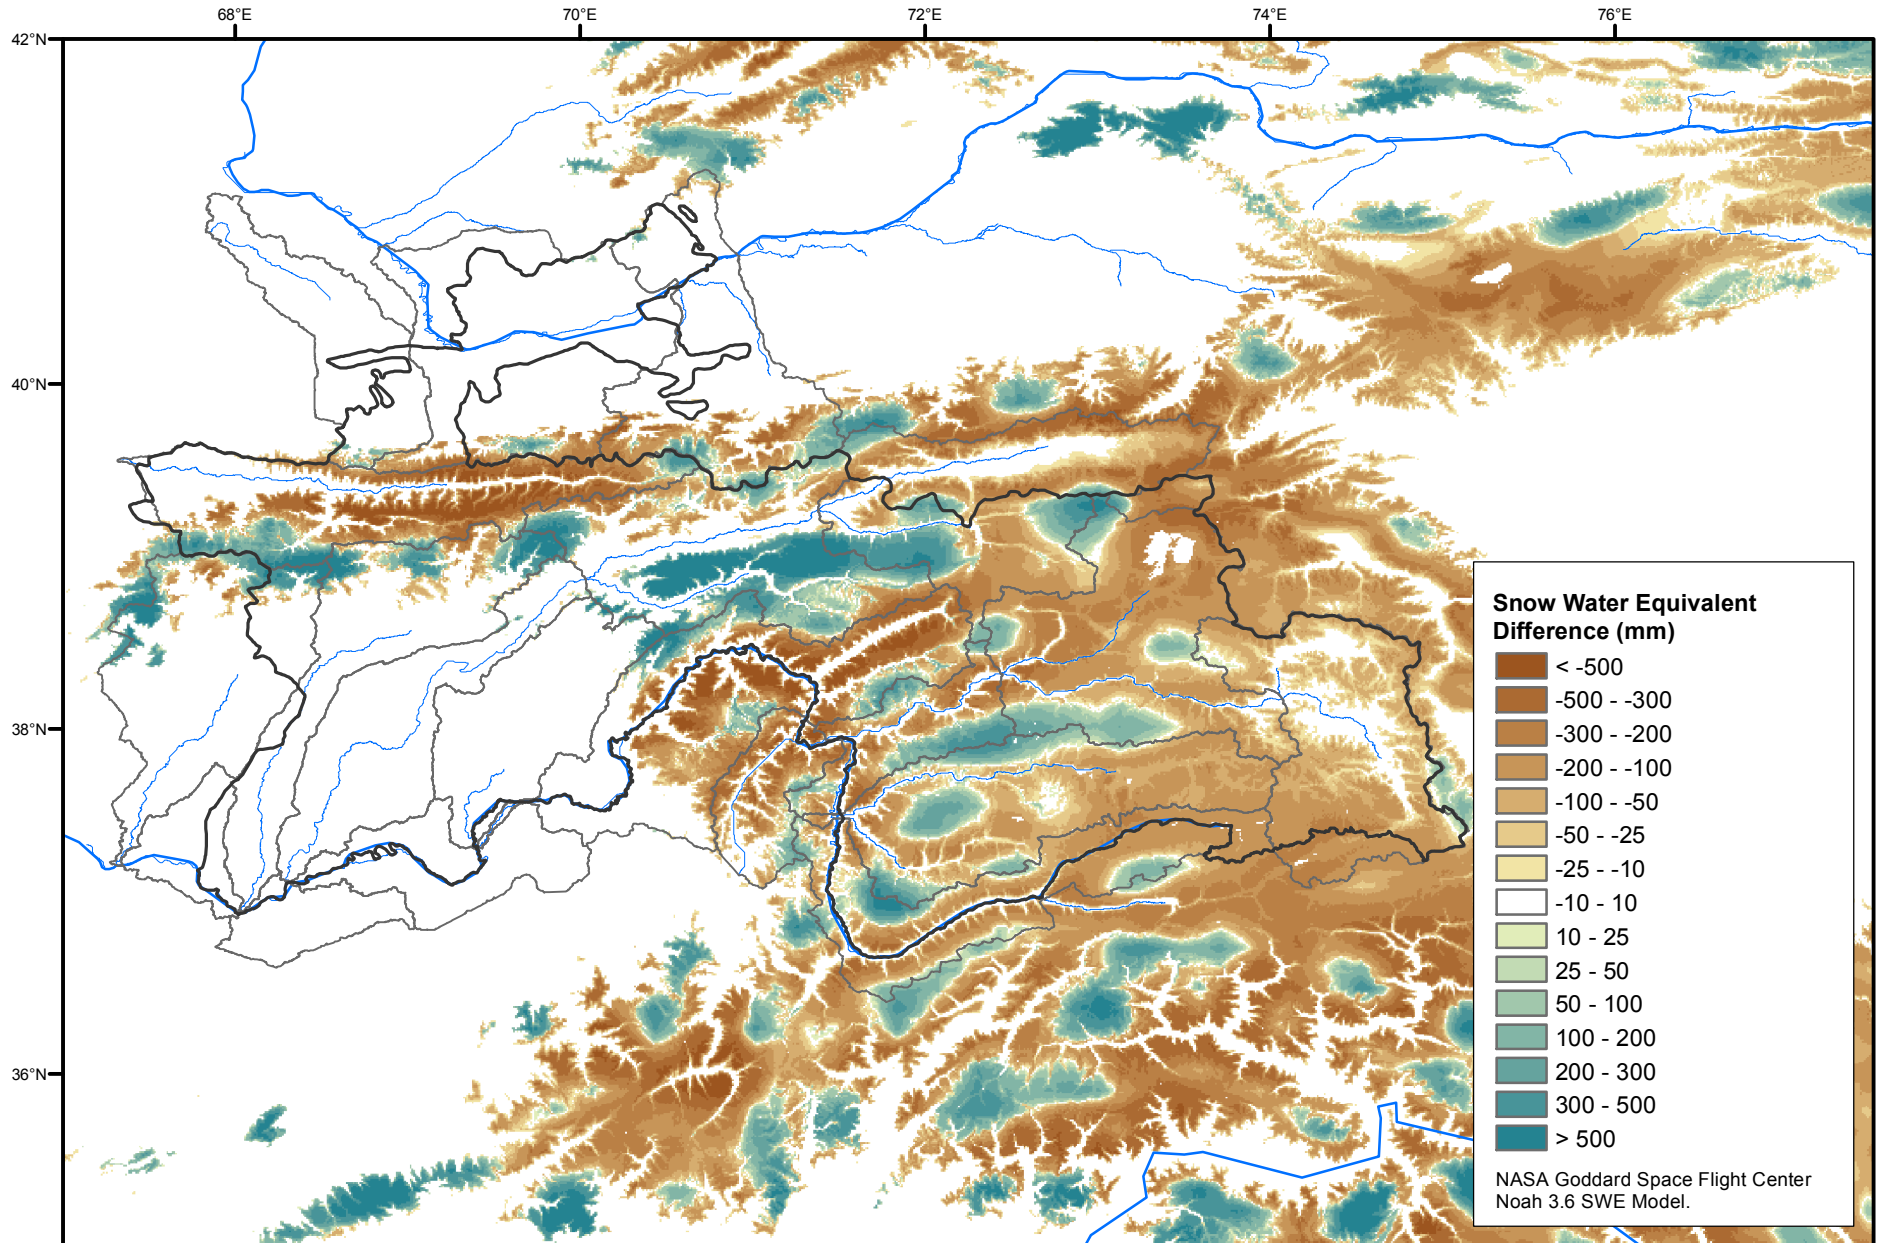 68°E
70°E
72°E
74°E
76°E
42°N
40°N
38°N
36°N
Snow Water Equivalent
Difference (mm)
< -500
-500 - -300
-300 - -200
-200 - -100
-100 - -50
-50 - -25
-25 - -10
-10 - 10
10 - 25
25 - 50
50 - 100
100 - 200
200 - 300
300 - 500
> 500
NASA Goddard Space Flight Center
Noah 3.6 SWE Model.